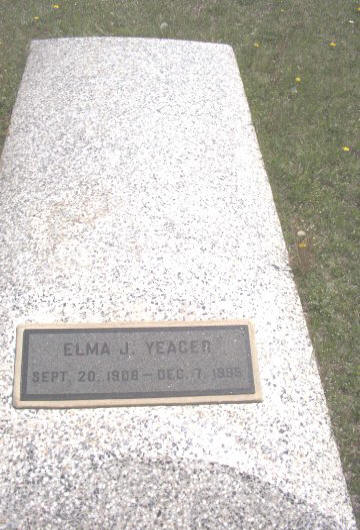 ELMA J. YEAGER
SEPT. 20, 1908 — DEC. 7, 1995